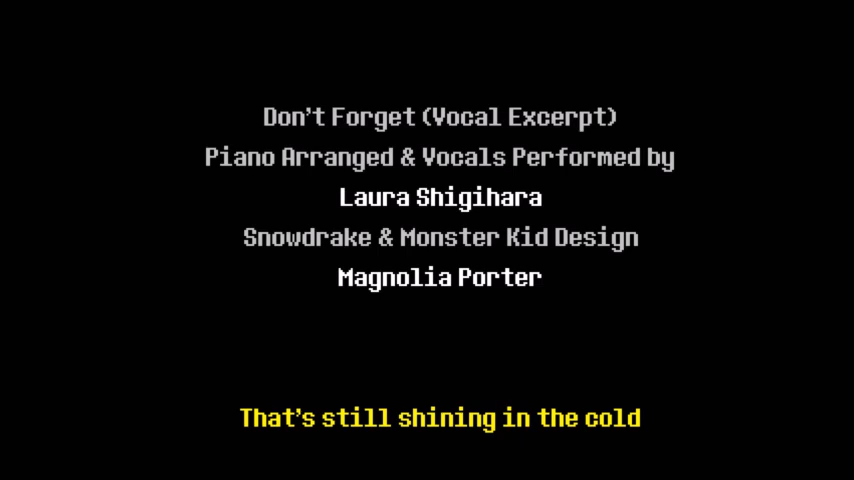 Don't Forget (Vocal Excerpt)
Piano Arranged & Vocals Performed by
Laura Shigihara
Snowdrake & Monster Kid Design
Magnolia Porter
That's still shining in the cold